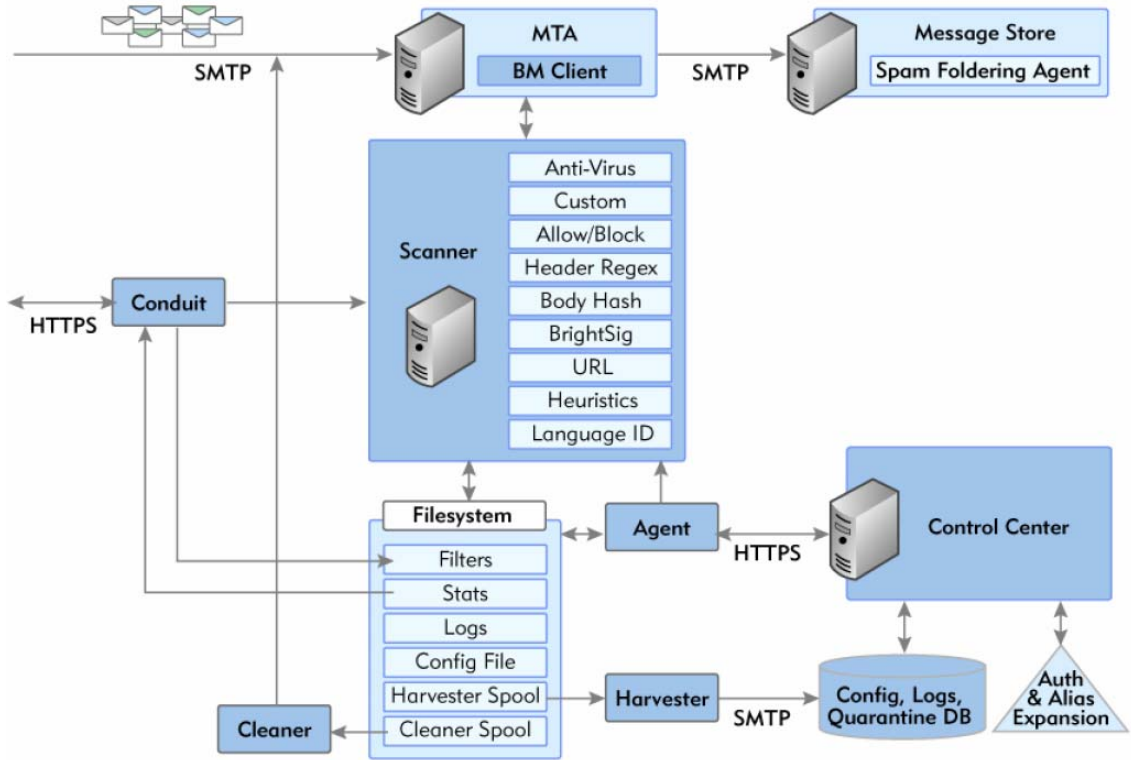 SMTP
MTA
BM Client
SMTP
Message Store
Spam Foldering Agent
Scanner
Anti-Virus
Custom
Allow/Block
Header Regex
Body Hash
BrightSig
URL
Heuristics
Language ID
Conduit
HTTPS
Filesystem
Filters
Stats
Logs
Config File
Harvester Spool
Cleaner Spool
Agent
HTTPS
Control Center
Cleaner
Harvester
SMTP
Config, Logs,
Quarantine DB
Auth
& Alias
Expansion